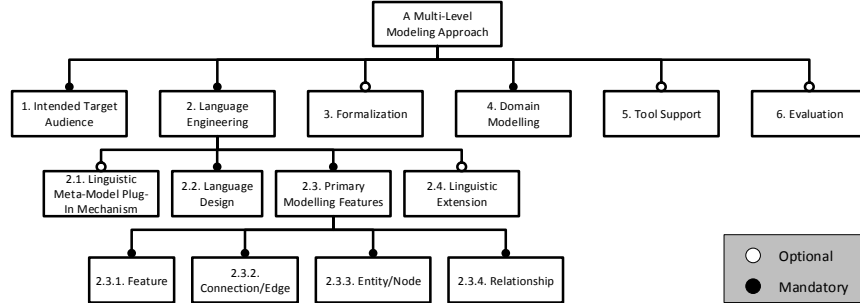 A Multi-Level
Modeling Approach
1. Intended Target
Audience
2. Language
Engineering
3. Formalization
4. Domain
Modelling
5. Tool Support
6. Evaluation
2.1. Linguistic
Meta-Model Plug-
In Mechanism
2.2. Language
Design
2.3. Primary
Modelling Features
2.4. Linguistic
Extension
2.3.1. Feature
2.3.2.
Connection/Edge
2.3.3. Entity/Node
2.3.4. Relationship
Optional
Mandatory